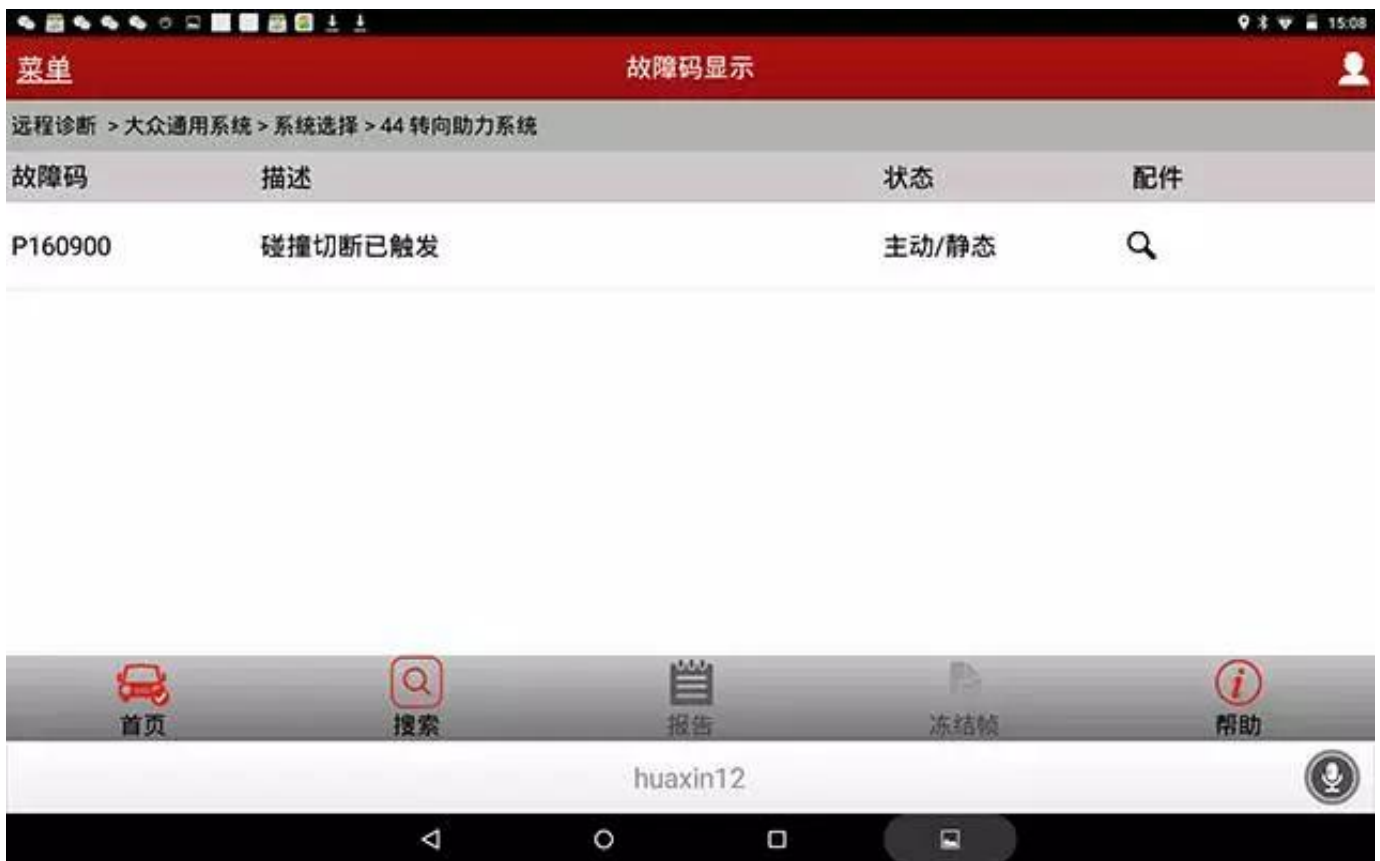 15:08
菜单 故障码显示
远程诊断 > 大众通用系统 > 系统选择 > 44 转向助力系统
故障码 描述 状态 配件
P160900 碰撞切断已触发 主动/静态
首页 搜索 报告 冻结帧 帮助
huaxin12